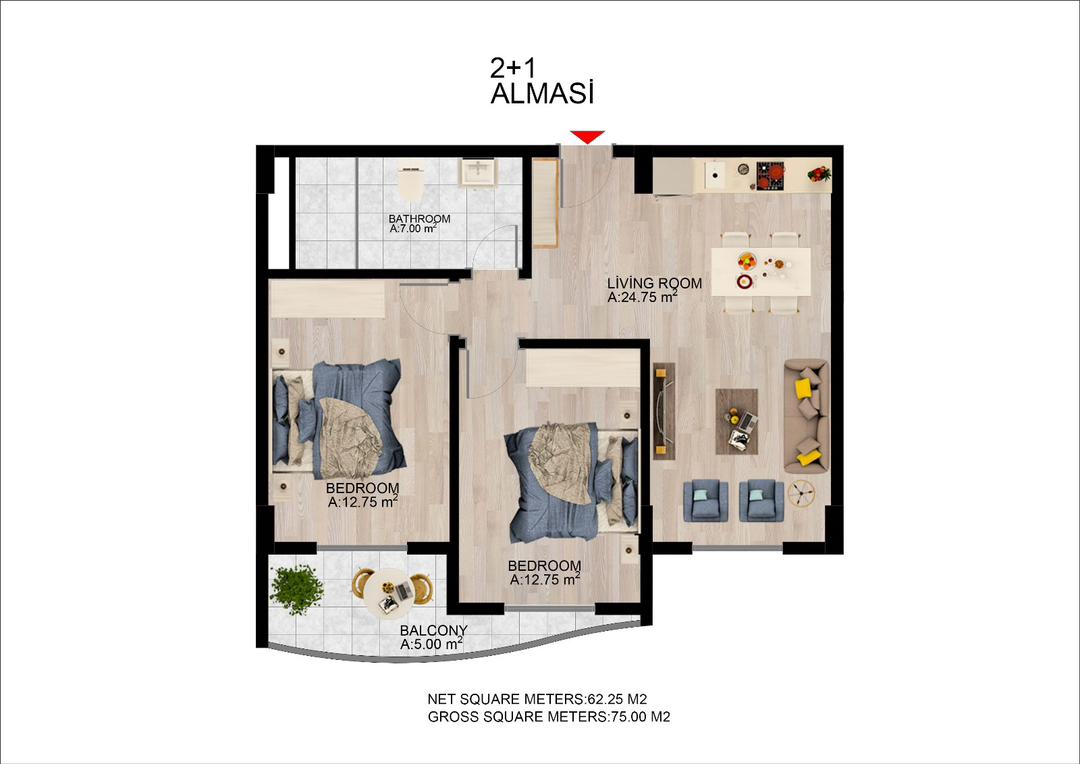 2+1
ALMASİ
BATHROOM
A:7.00 m²
LİVİNG ROOM
A:24.75 m²
BEDROOM
A:12.75 m²
BEDROOM
A:12.75 m²
BALCONY
A:5.00 m²
NET SQUARE METERS:62.25 M2
GROSS SQUARE METERS:75.00 M2